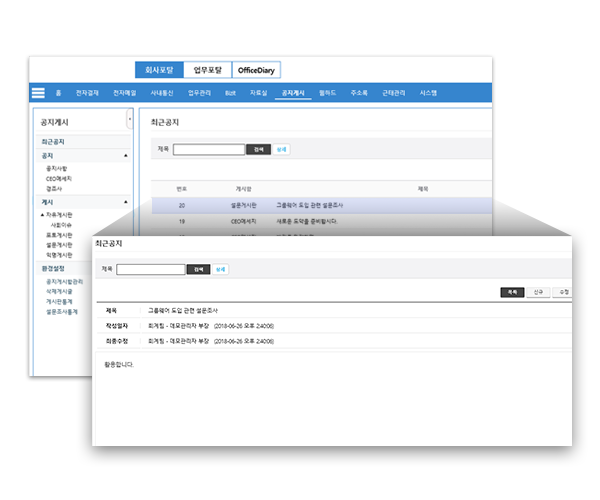 회사포탈 업무포탈 OfficeDiary
홈 전자결재 전자메일 사내통신 업무관리 Bizit 자료실 공지게시 웹하드 주소록 근태관리 시스템
공지게시
최근공지
공지
공지사항
CEO메세지
경조사
게시
자유게시판
사회이슈
포토게시판
설문게시판
익명게시판
환경설정
공지게시함관리
삭제게시글
게시판통계
설문조사통계
최근공지
제목 검색 상세
번호 게시함 제목
20 설문게시판 그룹웨어 도입 관련 설문조사
19 CEO메세지 새로운 도약을 준비합시다.
최근공지
제목 검색 상세
목록 신규 수정
제목 그룹웨어 도입 관련 설문조사
작성일자 회계팀 - 데모관리자 부장 (2018-06-26 오후 2:40:06)
최종수정 회계팀 - 데모관리자 부장 (2018-06-26 오후 2:40:06)
활용합니다.